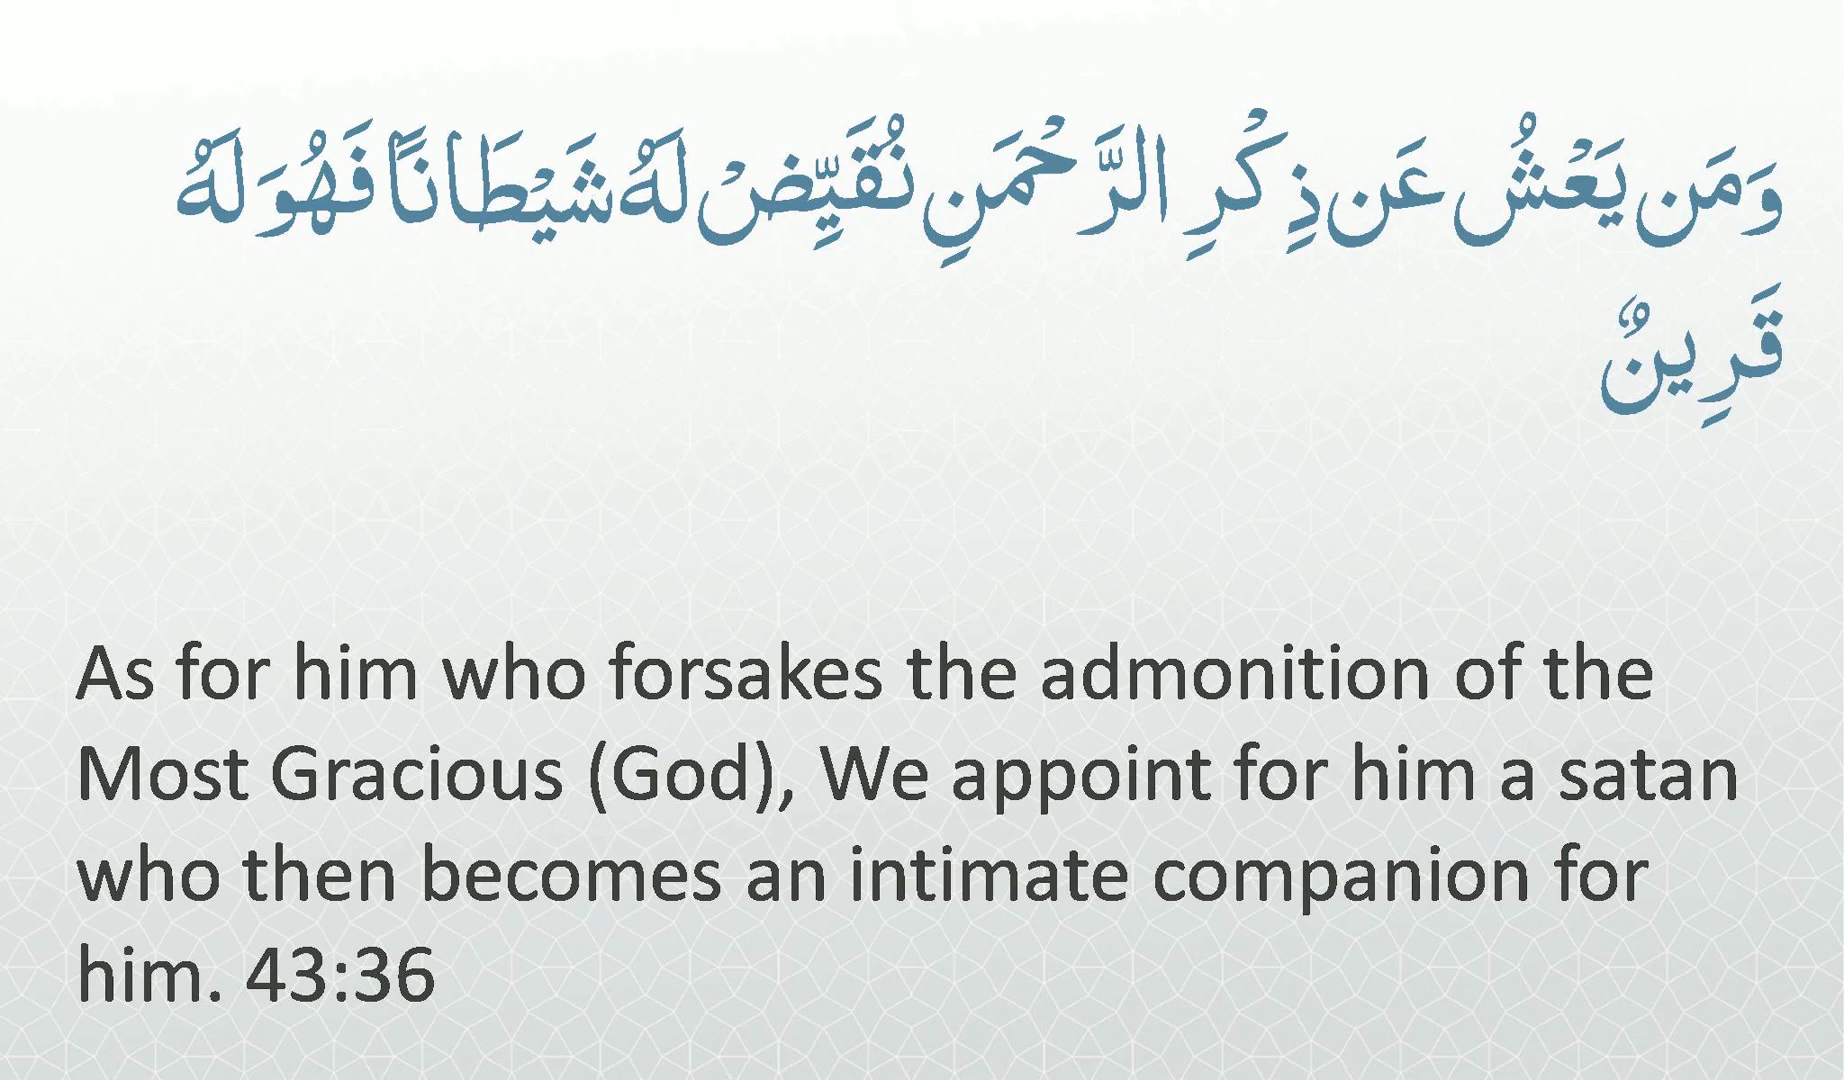 وَمَن يَعْشُ عَن ذِكْرِ الرَّحْمَنِ نُقَيِّضْ لَهُ شَيْطَانًا فَهُوَ لَهُ
قَرِينٌ
As for him who forsakes the admonition of the
Most Gracious (God), We appoint for him a satan
who then becomes an intimate companion for
him. 43:36